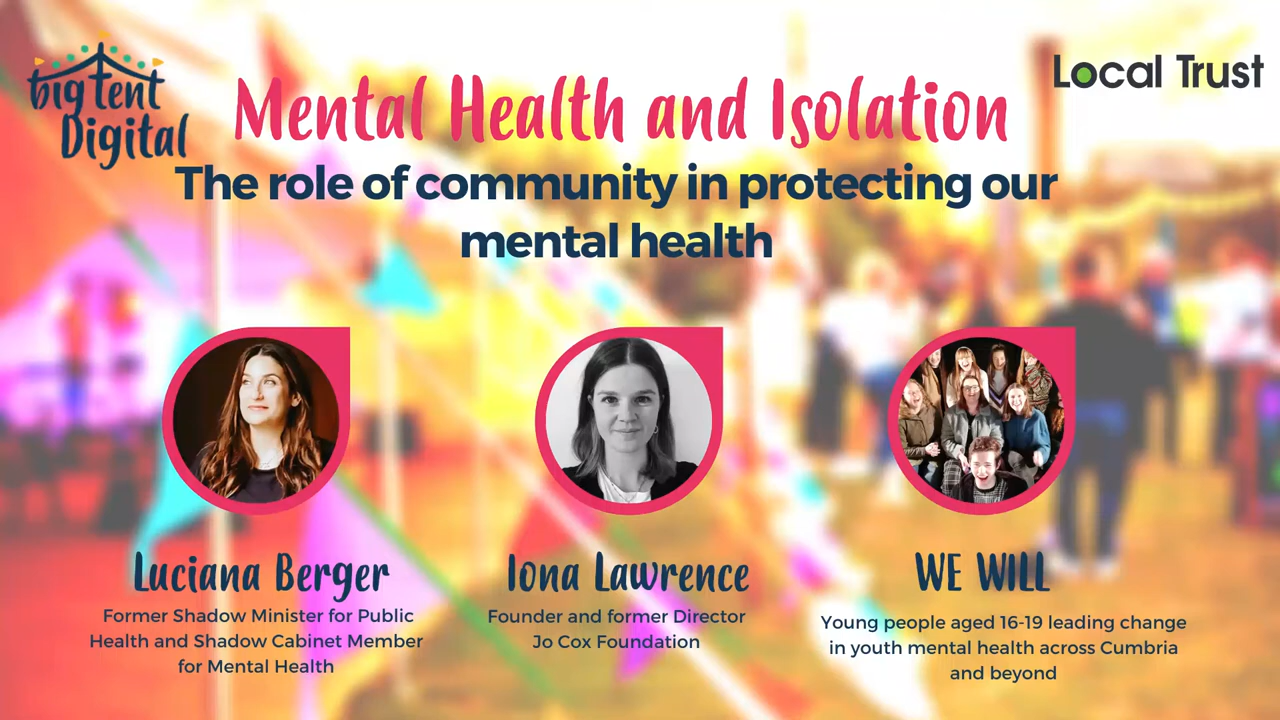 big tent
Digital
Local Trust
Mental Health and Isolation
The role of community in protecting our
mental health
Luciana Berger
Former Shadow Minister for Public
Health and Shadow Cabinet Member
for Mental Health
Iona Lawrence
Founder and former Director
Jo Cox Foundation
WE WILL
Young people aged 16-19 leading change
in youth mental health across Cumbria
and beyond